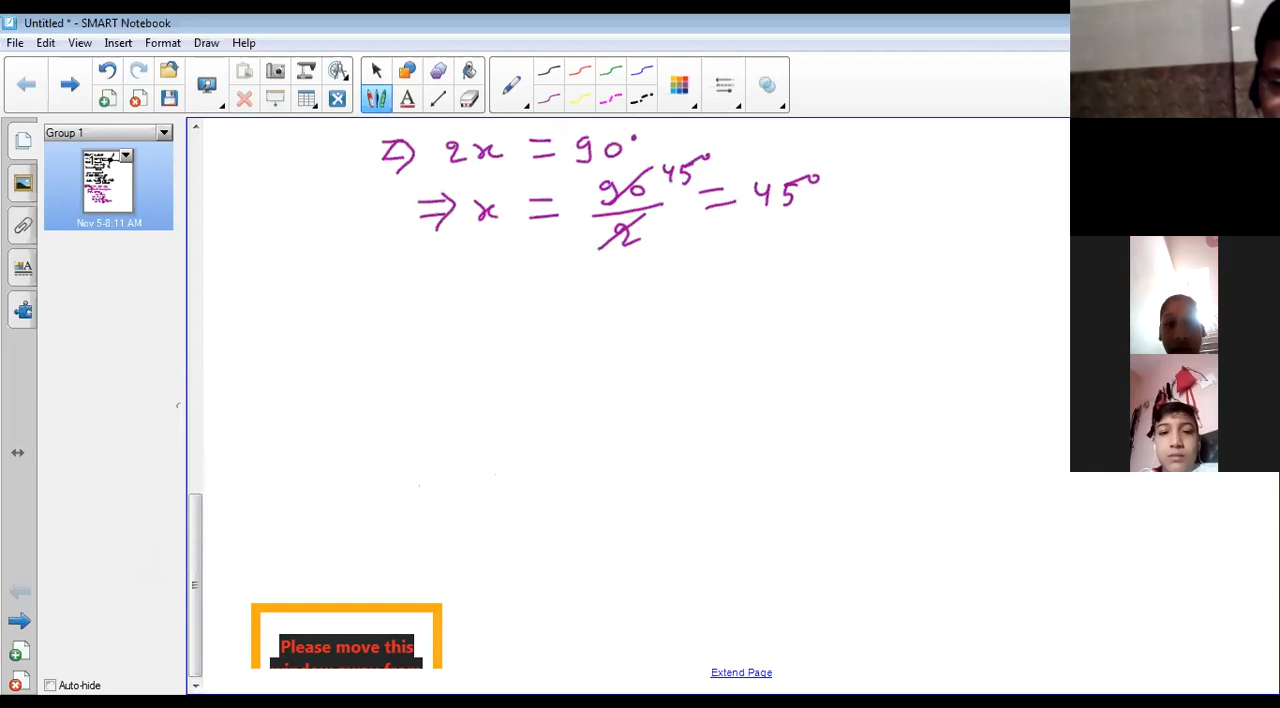 Untitled * - SMART Notebook
File Edit View Insert Format Draw Help
Group 1
Nov 5-8:11 AM
⇒ 2x = 90°
⇒ x = 90/2 45° = 45°
Please move this
Extend Page
Auto-hide